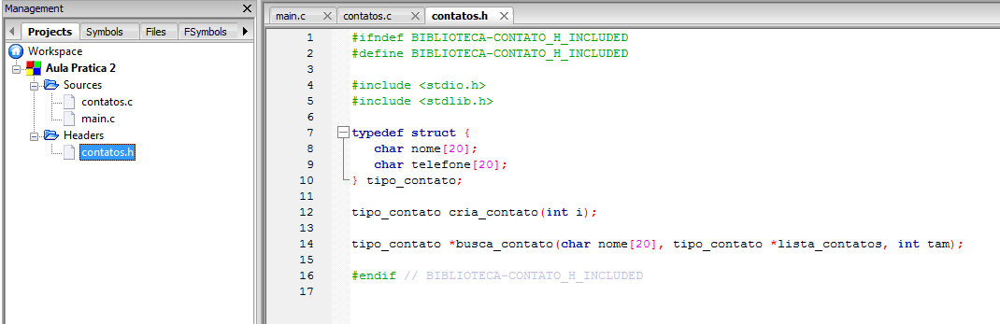 Management
Projects Symbols Files FSymbols
Workspace
Aula Pratica 2
Sources
contatos.c
main.c
Headers
contatos.h
main.c contatos.c contatos.h
1 #ifndef BIBLIOTECA-CONTATO_H_INCLUDED
2 #define BIBLIOTECA-CONTATO_H_INCLUDED
3
4 #include <stdio.h>
5 #include <stdlib.h>
6
7 typedef struct {
8 char nome[20];
9 char telefone[20];
10 } tipo_contato;
11
12 tipo_contato cria_contato(int i);
13
14 tipo_contato *busca_contato(char nome[20], tipo_contato *lista_contatos, int tam);
15
16 #endif // BIBLIOTECA-CONTATO_H_INCLUDED
17